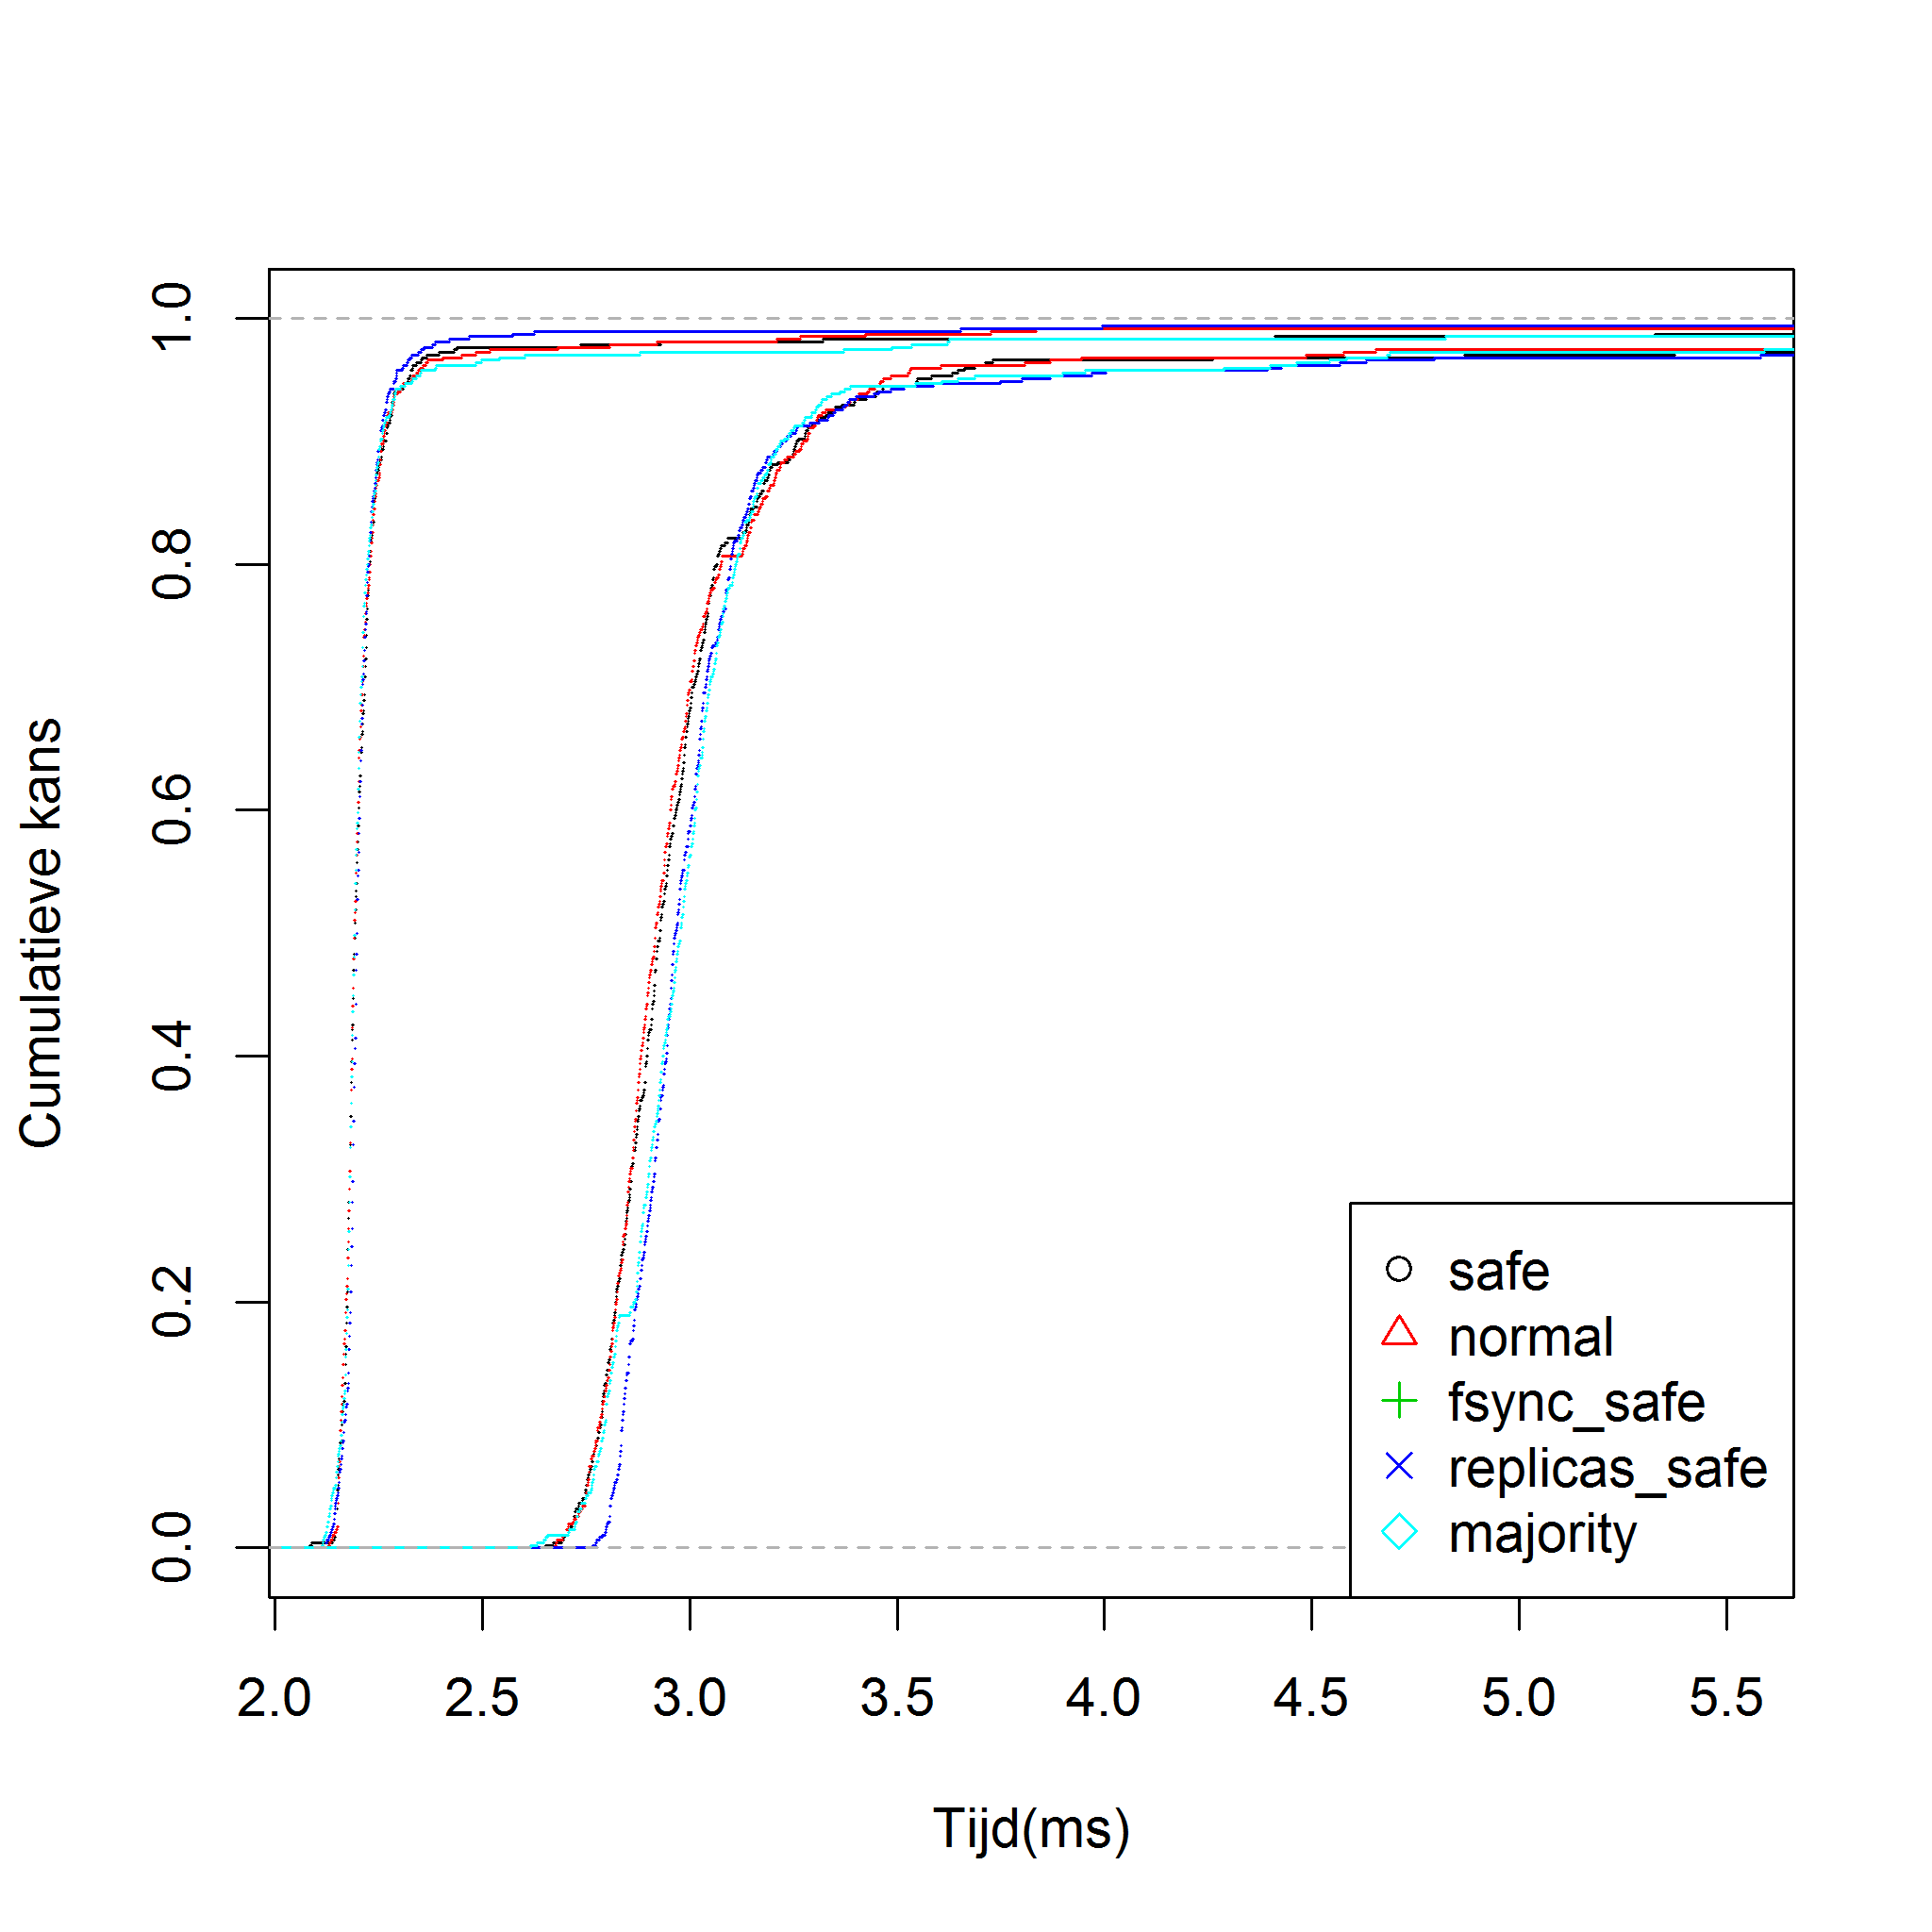 Cumulatieve kans
1.0
0.8
0.6
0.4
0.2
0.0
safe
normal
fsync_safe
replicas_safe
majority
2.0 2.5 3.0 3.5 4.0 4.5 5.0 5.5
Tijd(ms)